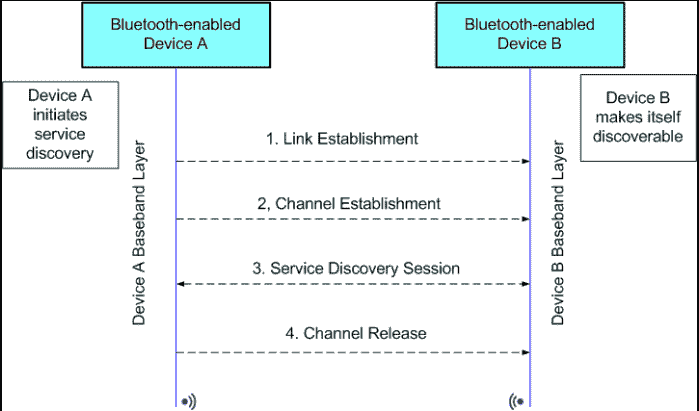 Bluetooth-enabled
Device A
Bluetooth-enabled
Device B
Device A
initiates
service
discovery
Device B
makes itself
discoverable
Device A Baseband Layer
Device B Baseband Layer
1. Link Establishment
2, Channel Establishment
3. Service Discovery Session
4. Channel Release